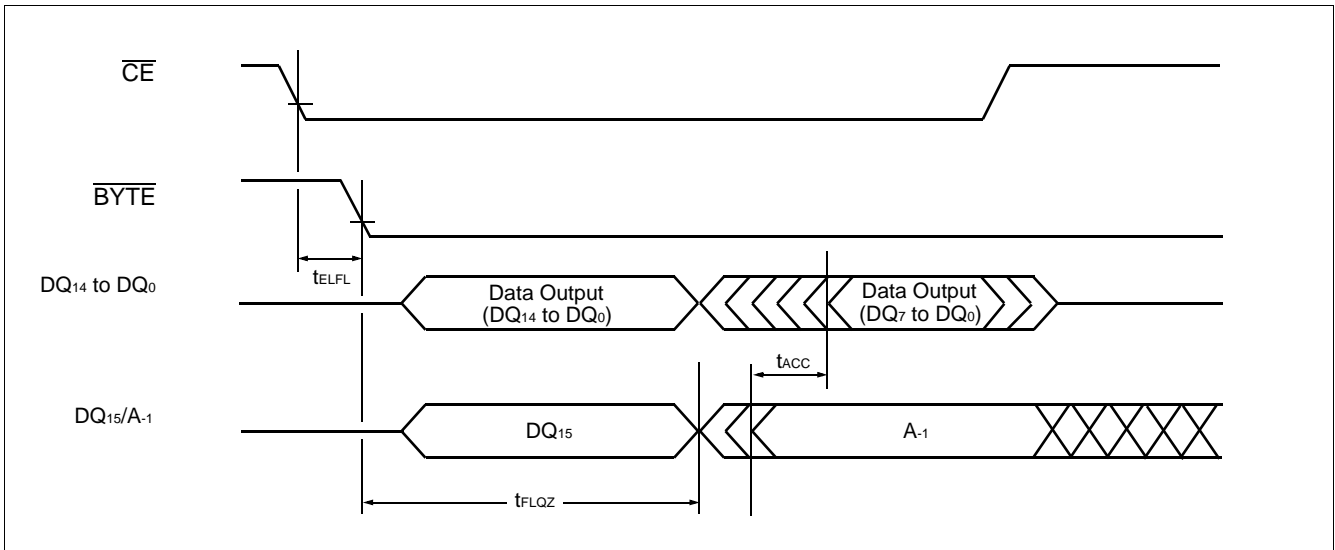 CE
BYTE
tELFL
DQ14 to DQ0
Data Output
(DQ14 to DQ0)
Data Output
(DQ7 to DQ0)
tACC
DQ15/A-1
DQ15
A-1
tFLQZ